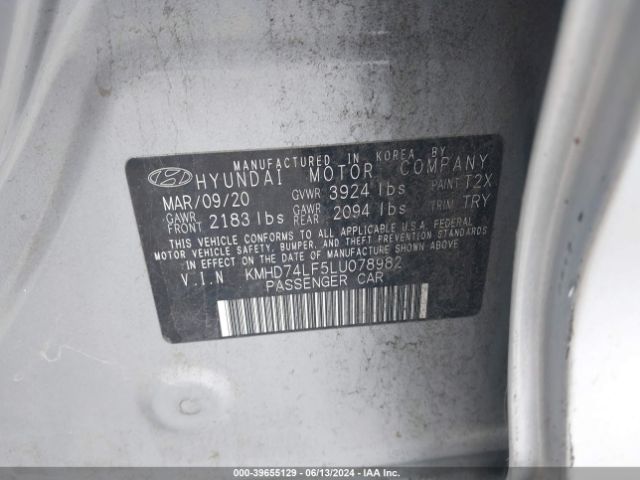 MANUFACTURED IN KOREA BY
HYUNDAI MOTOR COMPANY
MAR/09/20 GVWR 3924 lbs PAINT T2X
GAWR FRONT 2183 lbs GAWR REAR 2094 lbs TRIM TRY
THIS VEHICLE CONFORMS TO ALL APPLICABLE U.S.A. FEDERAL
MOTOR VEHICLE SAFETY, BUMPER, AND THEFT PREVENTION STANDARDS
IN EFFECT ON THE DATE OF MANUFACTURE SHOWN ABOVE.
V.I.N KMHD74LF5LU078982
PASSENGER CAR
000-39655129 - 06/13/2024 - IAA Inc.